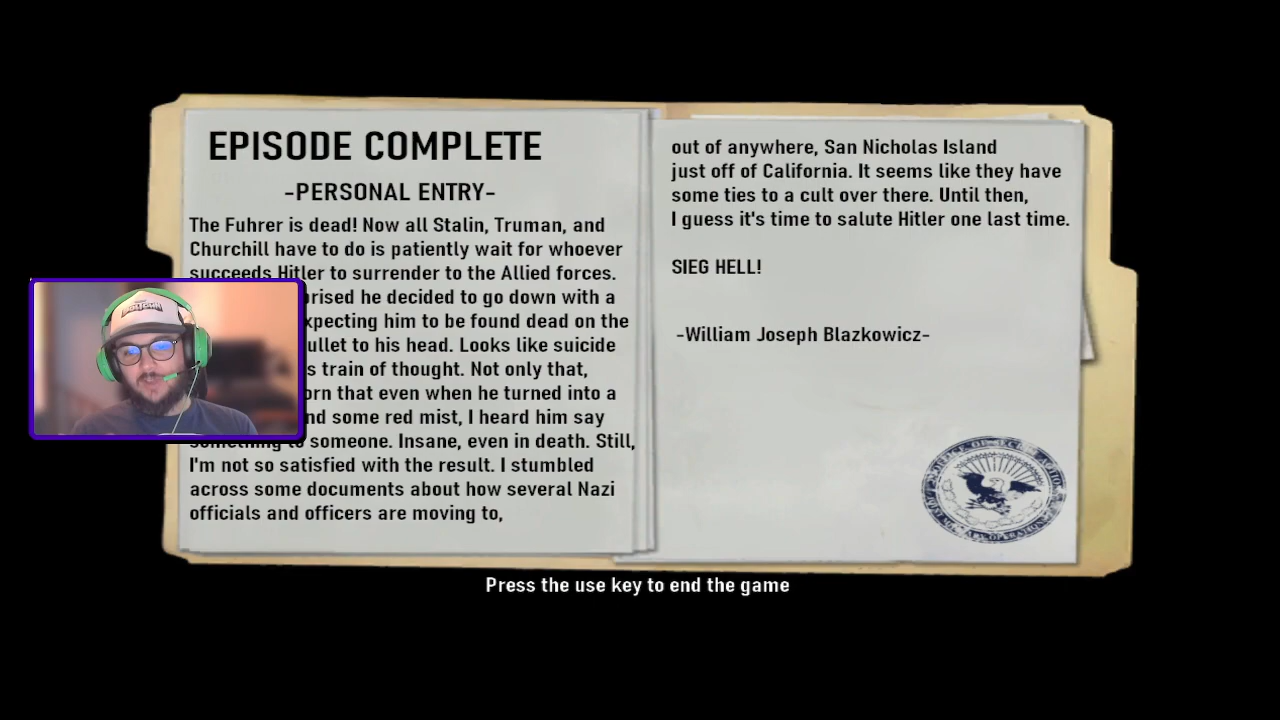 EPISODE COMPLETE
-PERSONAL ENTRY-
The Fuhrer is dead! Now all Stalin, Truman, and
Churchill have to do is patiently wait for whoever
succeeds Hitler to surrender to the Allied forces.
he decided to go down with a
him to be found dead on the
to his head. Looks like suicide
train of thought. Not only that,
that even when he turned into a
some red mist, I heard him say
someone. Insane, even in death. Still,
I'm not so satisfied with the result. I stumbled
across some documents about how several Nazi
officials and officers are moving to,
out of anywhere, San Nicholas Island
just off of California. It seems like they have
some ties to a cult over there. Until then,
I guess it's time to salute Hitler one last time.
SIEG HELL!
-William Joseph Blazkowicz-
Press the use key to end the game